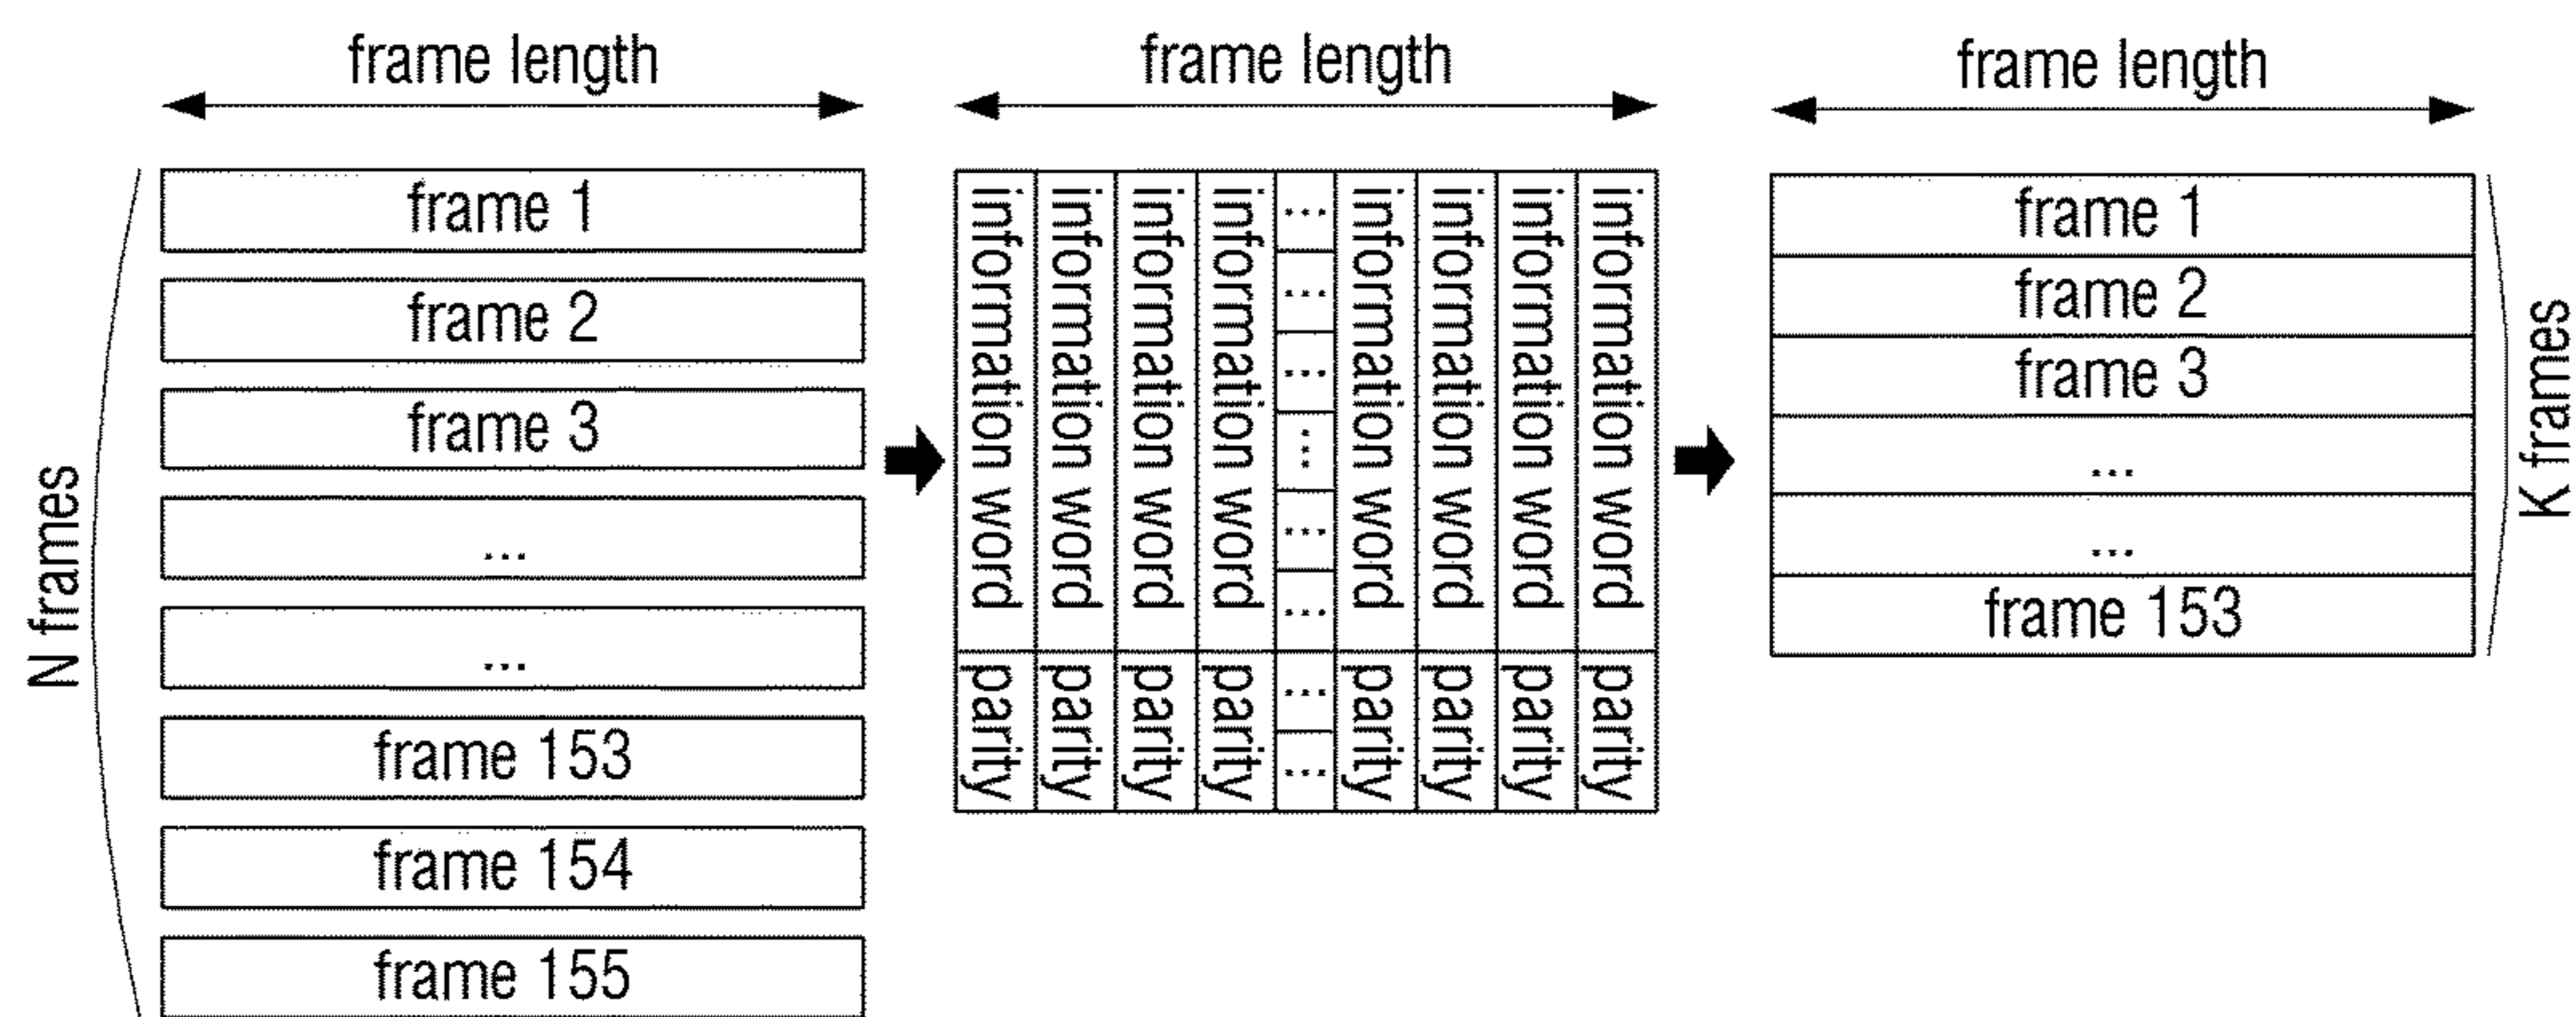 frame length
frame length
frame length
N frames
frame 1
frame 2
frame 3
...
...
frame 153
frame 154
frame 155
information word
information word
information word
information word
...
...
...
...
...
...
...
...
information word
information word
information word
information word
parity
parity
parity
parity
parity
parity
parity
parity
frame 1
frame 2
frame 3
...
...
frame 153
K frames